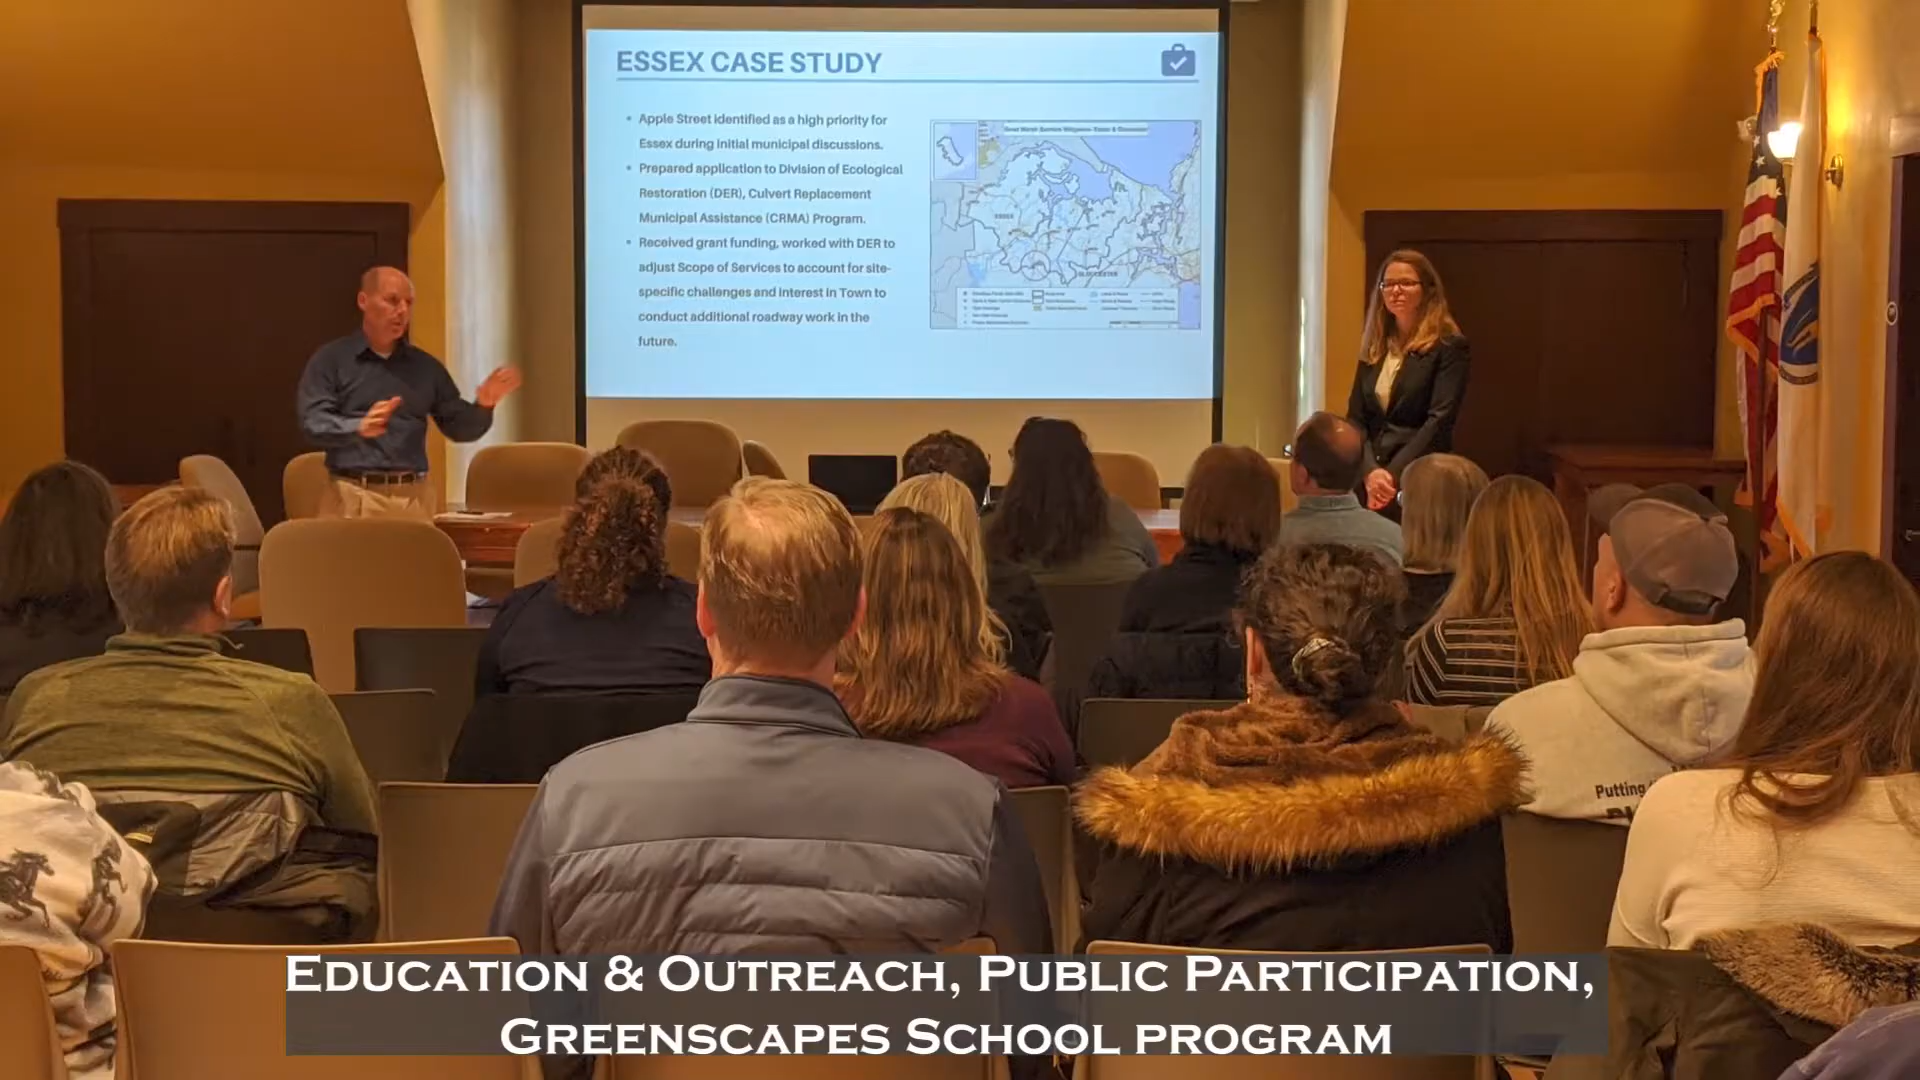 ESSEX CASE STUDY
• Apple Street identified as a high priority for
Essex during initial municipal discussions.
• Prepared application to Division of Ecological
Restoration (DER), Culvert Replacement
Municipal Assistance (CRMA) Program.
• Received grant funding, worked with DER to
adjust Scope of Services to account for site-
specific challenges and interest in Town to
conduct additional roadway work in the
future.
ESSEX
GLOUCESTER
Putting
EDUCATION & OUTREACH, PUBLIC PARTICIPATION,
GREENSCAPES SCHOOL PROGRAM